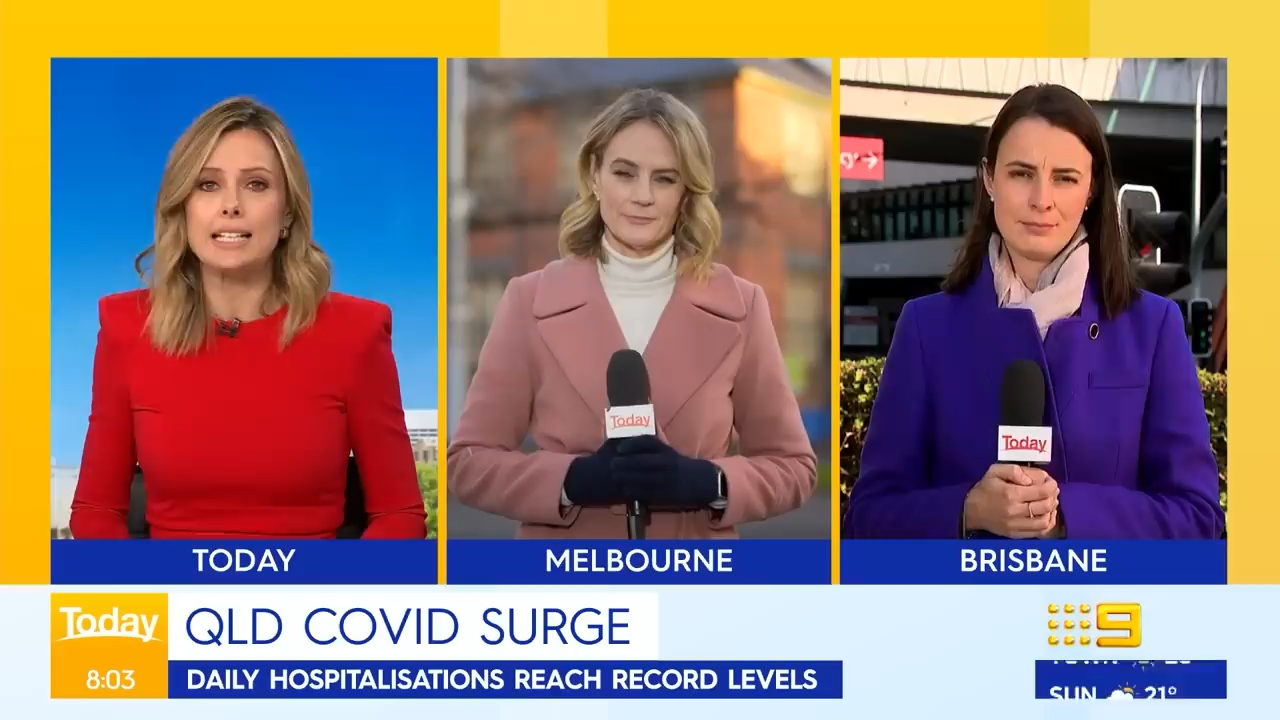 Today
Today
TODAY
MELBOURNE
BRISBANE
Today
QLD COVID SURGE
9
8:03
DAILY HOSPITALISATIONS REACH RECORD LEVELS
SUN 21°